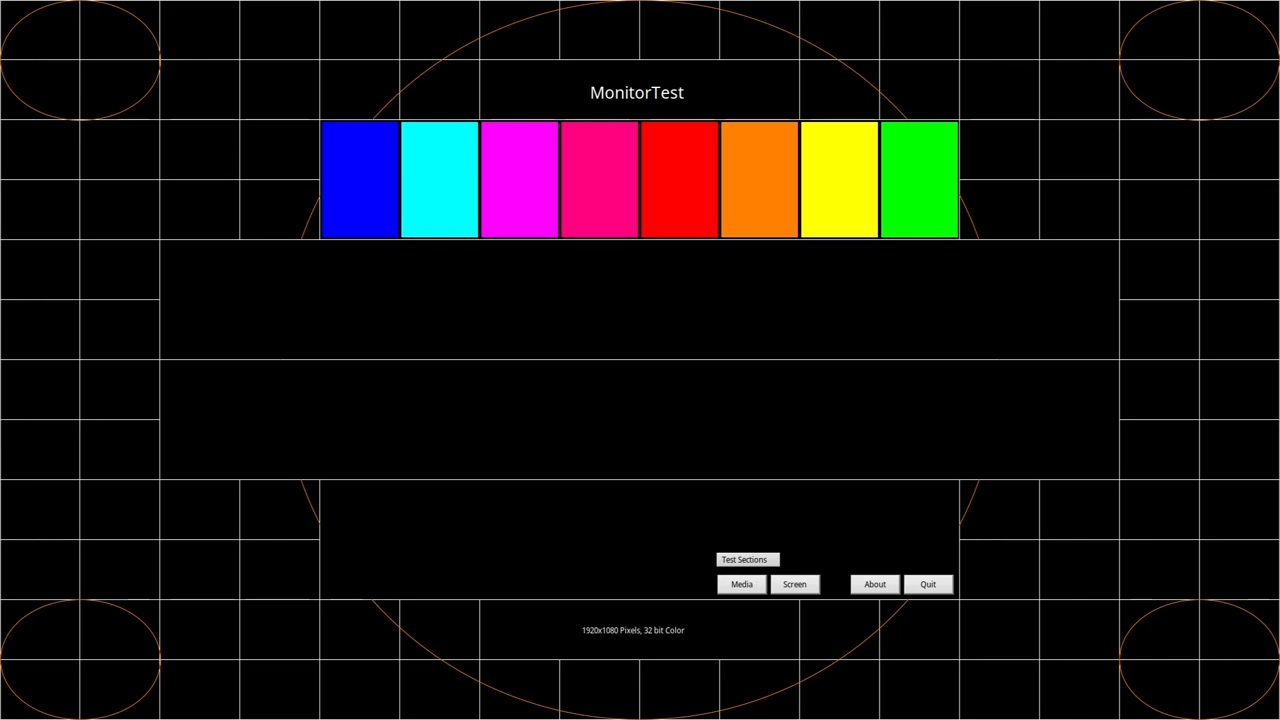 MonitorTest
Test Sections
Media Screen About Quit
1920x1080 Pixels, 32 bit Color